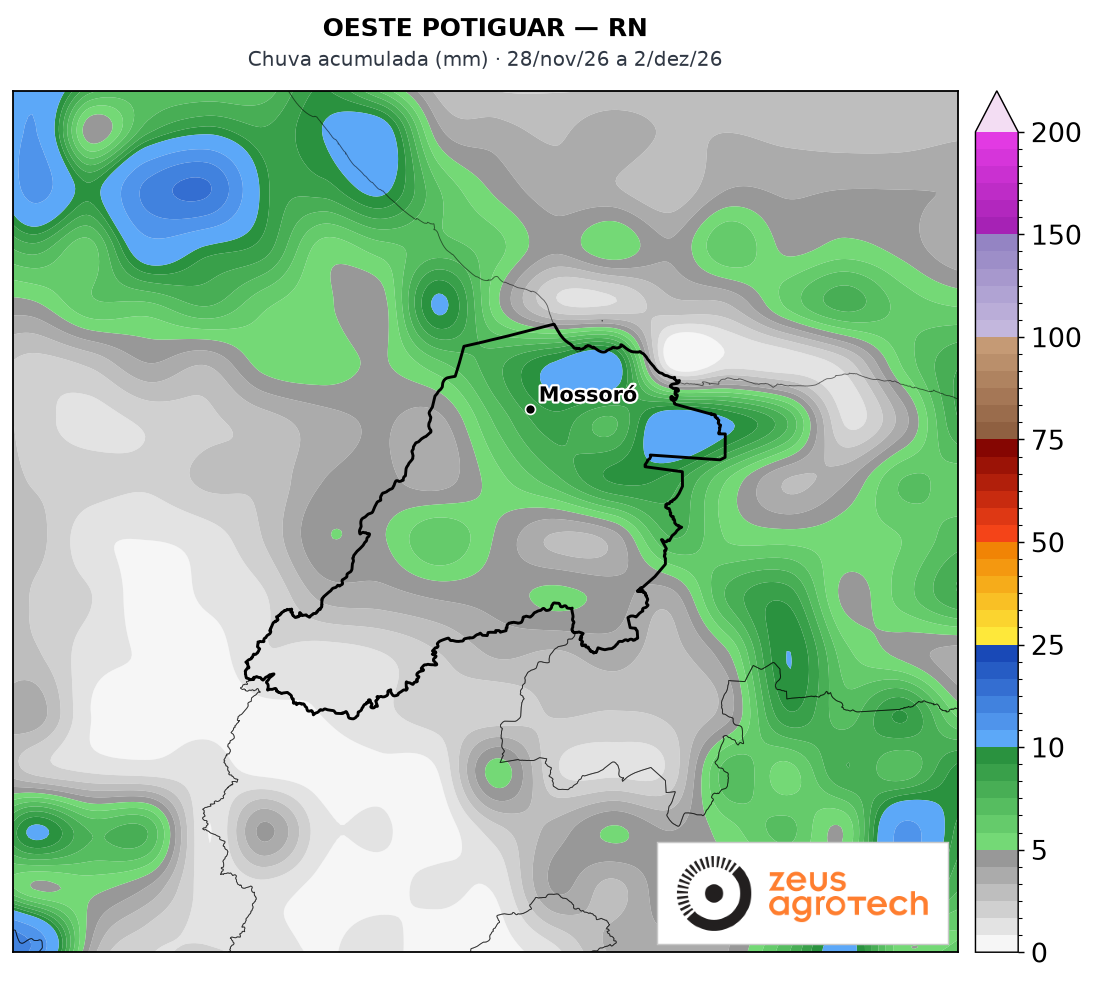 OESTE POTIGUAR — RN
Chuva acumulada (mm) · 28/nov/26 a 2/dez/26
Mossoró
200
150
100
75
50
25
10
5
0
zeus
agrotech